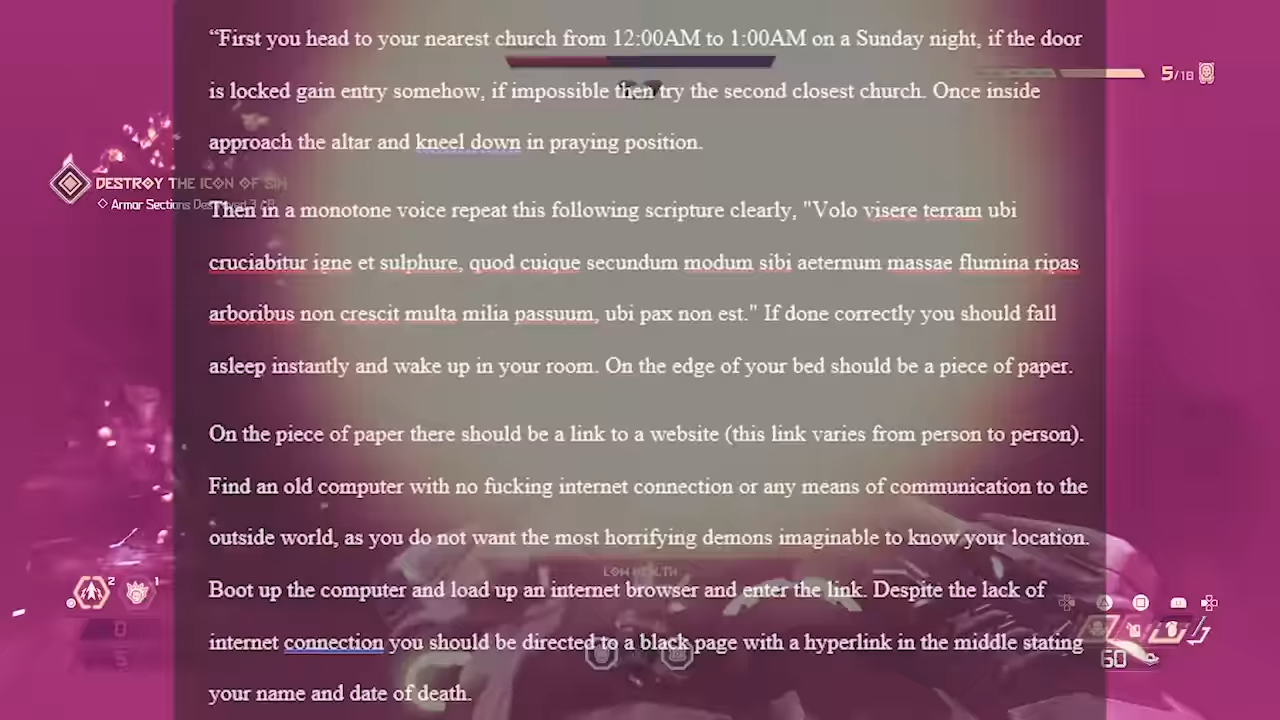 “First you head to your nearest church from 12:00AM to 1:00AM on a Sunday night, if the door
5/18
is locked gain entry somehow, if impossible then try the second closest church. Once inside
approach the altar and kneel down in praying position.
DESTROY THE ICON OF SIN
Armor Sections Destroyed 3/8
Then in a monotone voice repeat this following scripture clearly, "Volo visere terram ubi
cruciabitur igne et sulphure, quod cuique secundum modum sibi aeternum massae flumina ripas
arboribus non crescit multa milia passuum, ubi pax non est." If done correctly you should fall
asleep instantly and wake up in your room. On the edge of your bed should be a piece of paper.
On the piece of paper there should be a link to a website (this link varies from person to person).
Find an old computer with no fucking internet connection or any means of communication to the
outside world, as you do not want the most horrifying demons imaginable to know your location.
LOW HEALTH
2
1
Boot up the computer and load up an internet browser and enter the link. Despite the lack of
0
internet connection you should be directed to a black page with a hyperlink in the middle stating
60
your name and date of death.